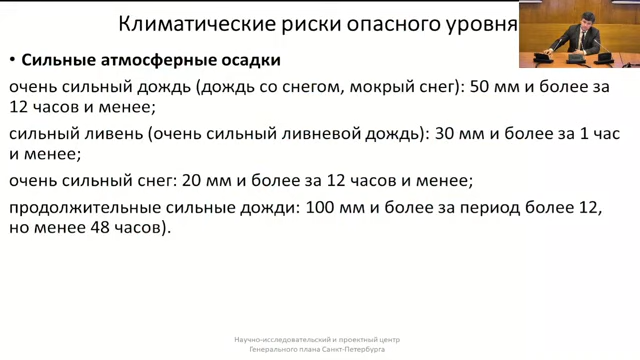 Климатические риски опасного уровня
• Сильные атмосферные осадки
очень сильный дождь (дождь со снегом, мокрый снег): 50 мм и более за
12 часов и менее;
сильный ливень (очень сильный ливневой дождь): 30 мм и более за 1 час
и менее;
очень сильный снег: 20 мм и более за 12 часов и менее;
продолжительные сильные дожди: 100 мм и более за период более 12,
но менее 48 часов).
Научно-исследовательский и проектный центр
Генерального плана Санкт-Петербурга